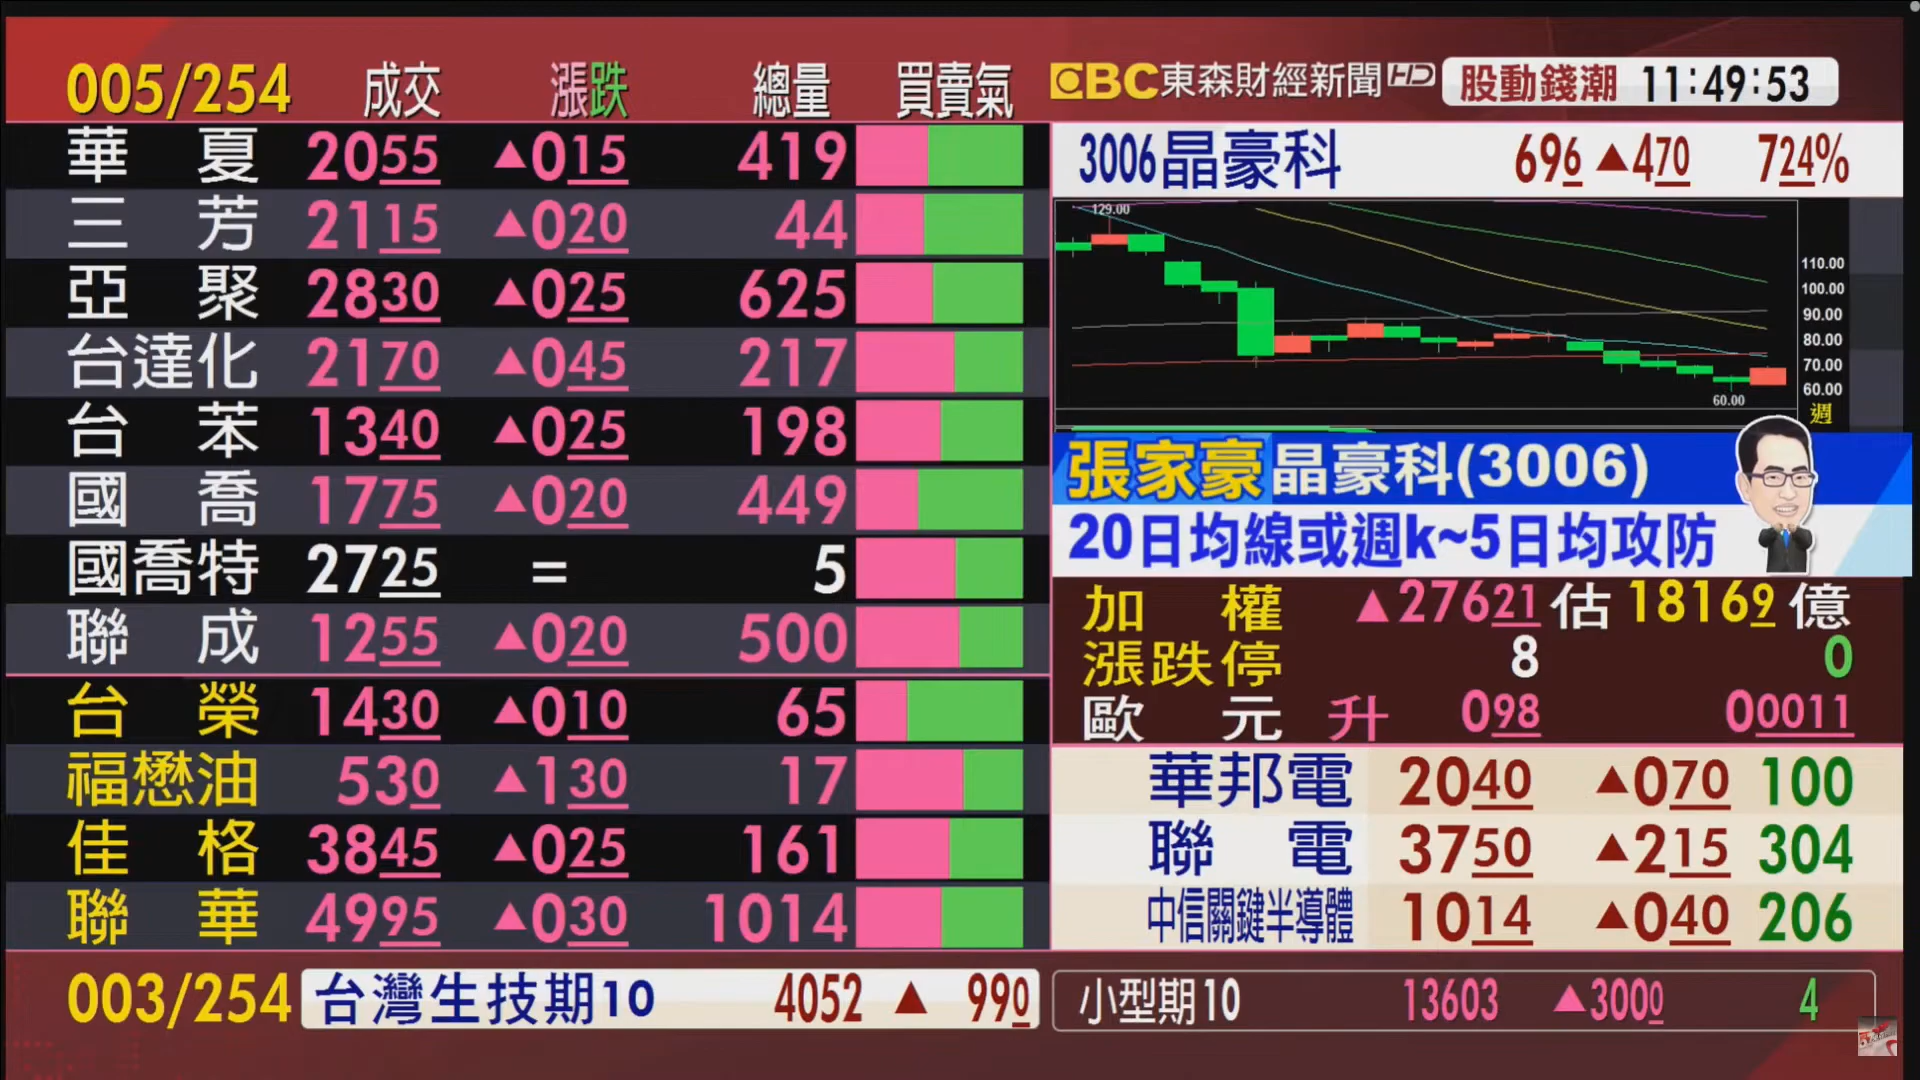 005/254 成交 漲跌 總量 買賣氣
華夏 2055 ▲015 419
三芳 2115 ▲020 44
亞聚 2830 ▲025 625
台達化 2170 ▲045 217
台苯 1340 ▲025 198
國喬 1775 ▲020 449
國喬特 2725 = 5
聯成 1255 ▲020 500
台榮 1430 ▲010 65
福懋油 530 ▲130 17
佳格 3845 ▲025 161
聯華 4995 ▲030 1014
003/254 台灣生技期10 4052 ▲ 990
EBC東森財經新聞HD 股動錢潮 11:49:53
3006晶豪科 696 ▲470 724%
129.00
110.00
100.00
90.00
80.00
70.00
60.00
60.00
週
張家豪 晶豪科(3006)
20日均線或週k~5日均攻防
加權 ▲27621 估 18169億
漲跌停 8 0
歐元 升 098 00011
華邦電 2040 ▲070 100
聯電 3750 ▲215 304
中信關鍵半導體 1014 ▲040 206
小型期10 13603 ▲3000 4